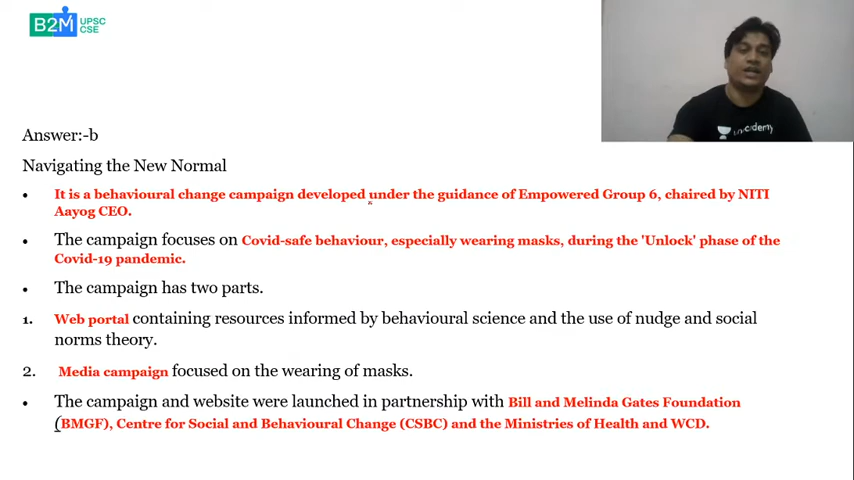 B2M UPSC
CSE
Answer:-b
Navigating the New Normal
• It is a behavioural change campaign developed under the guidance of Empowered Group 6, chaired by NITI
Aayog CEO.
• The campaign focuses on Covid-safe behaviour, especially wearing masks, during the 'Unlock' phase of the
Covid-19 pandemic.
• The campaign has two parts.
1. Web portal containing resources informed by behavioural science and the use of nudge and social
norms theory.
2. Media campaign focused on the wearing of masks.
• The campaign and website were launched in partnership with Bill and Melinda Gates Foundation
(BMGF), Centre for Social and Behavioural Change (CSBC) and the Ministries of Health and WCD.